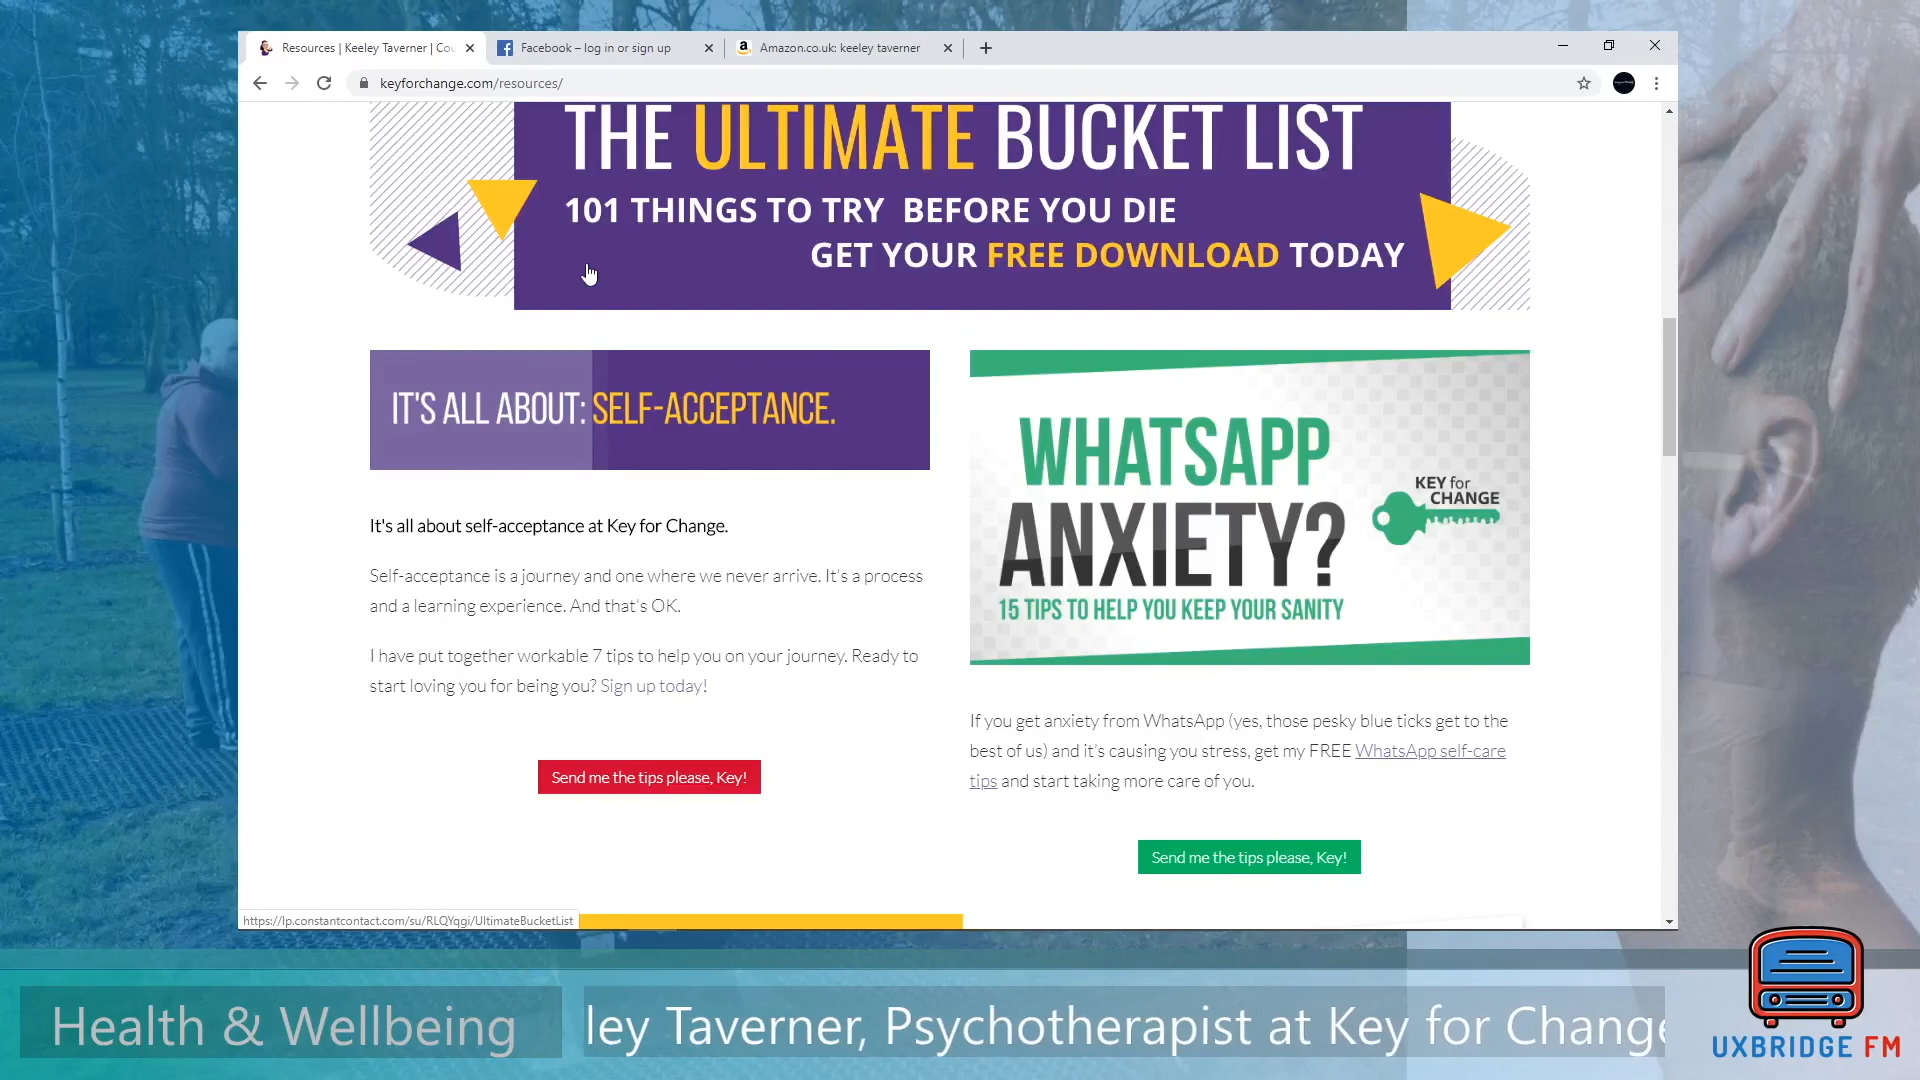 Resources | Keeley Taverner | Cou
Facebook – log in or sign up
Amazon.co.uk: keeley taverner
keyforchange.com/resources/
THE ULTIMATE BUCKET LIST
101 THINGS TO TRY BEFORE YOU DIE
GET YOUR FREE DOWNLOAD TODAY
IT'S ALL ABOUT: SELF-ACCEPTANCE.
It's all about self-acceptance at Key for Change.
Self-acceptance is a journey and one where we never arrive. It's a process
and a learning experience. And that's OK.
I have put together workable 7 tips to help you on your journey. Ready to
start loving you for being you? Sign up today!
Send me the tips please, Key!
WHATSAPP
ANXIETY?
15 TIPS TO HELP YOU KEEP YOUR SANITY
KEY for
CHANGE
If you get anxiety from WhatsApp (yes, those pesky blue ticks get to the
best of us) and it's causing you stress, get my FREE WhatsApp self-care
tips and start taking more care of you.
Send me the tips please, Key!
https://lp.constantcontact.com/su/RLQYqgi/UltimateBucketList
Health & Wellbeing
ley Taverner, Psychotherapist at Key for Change
UXBRIDGE FM